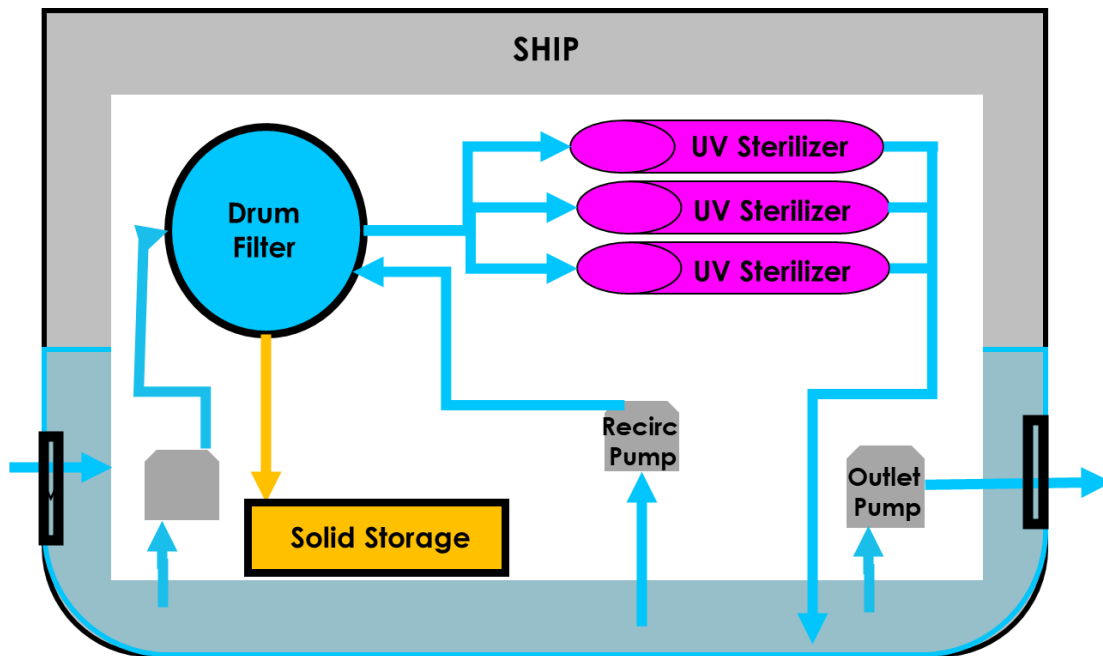 SHIP
UV Sterilizer
UV Sterilizer
UV Sterilizer
Drum
Filter
Recirc
Pump
Outlet
Pump
Solid Storage